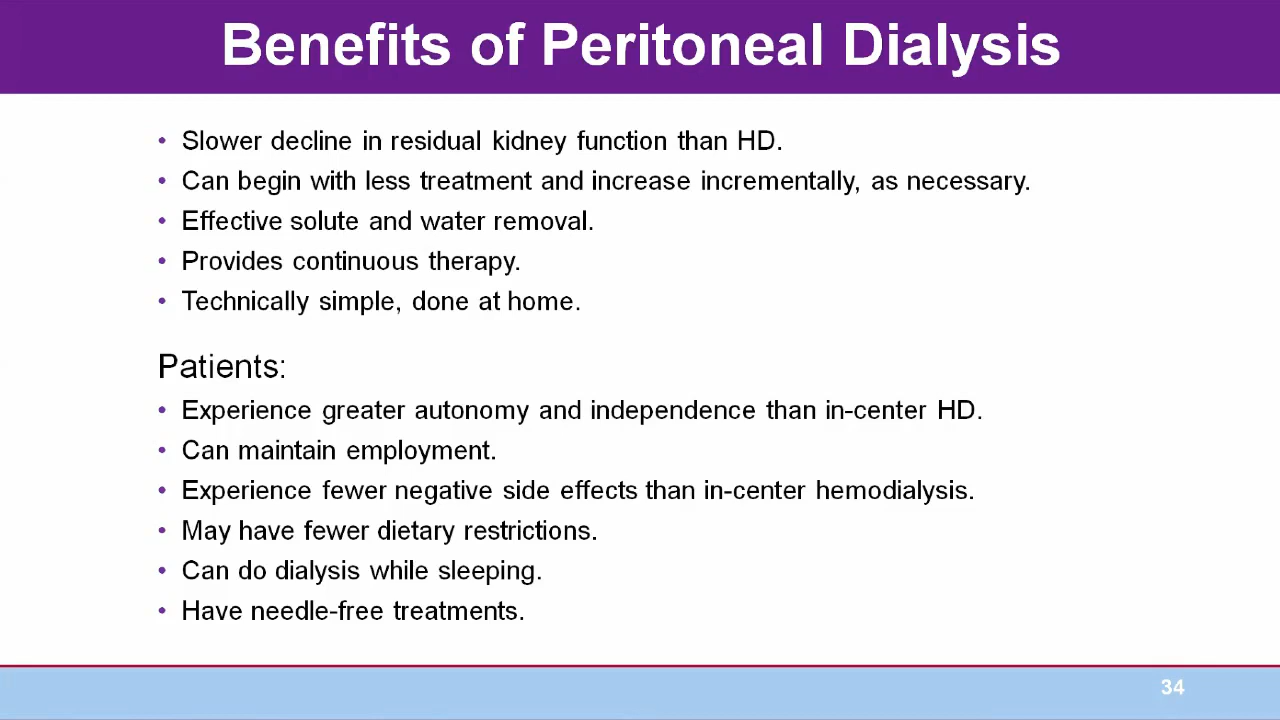 Benefits of Peritoneal Dialysis
• Slower decline in residual kidney function than HD.
• Can begin with less treatment and increase incrementally, as necessary.
• Effective solute and water removal.
• Provides continuous therapy.
• Technically simple, done at home.
Patients:
• Experience greater autonomy and independence than in-center HD.
• Can maintain employment.
• Experience fewer negative side effects than in-center hemodialysis.
• May have fewer dietary restrictions.
• Can do dialysis while sleeping.
• Have needle-free treatments.
34